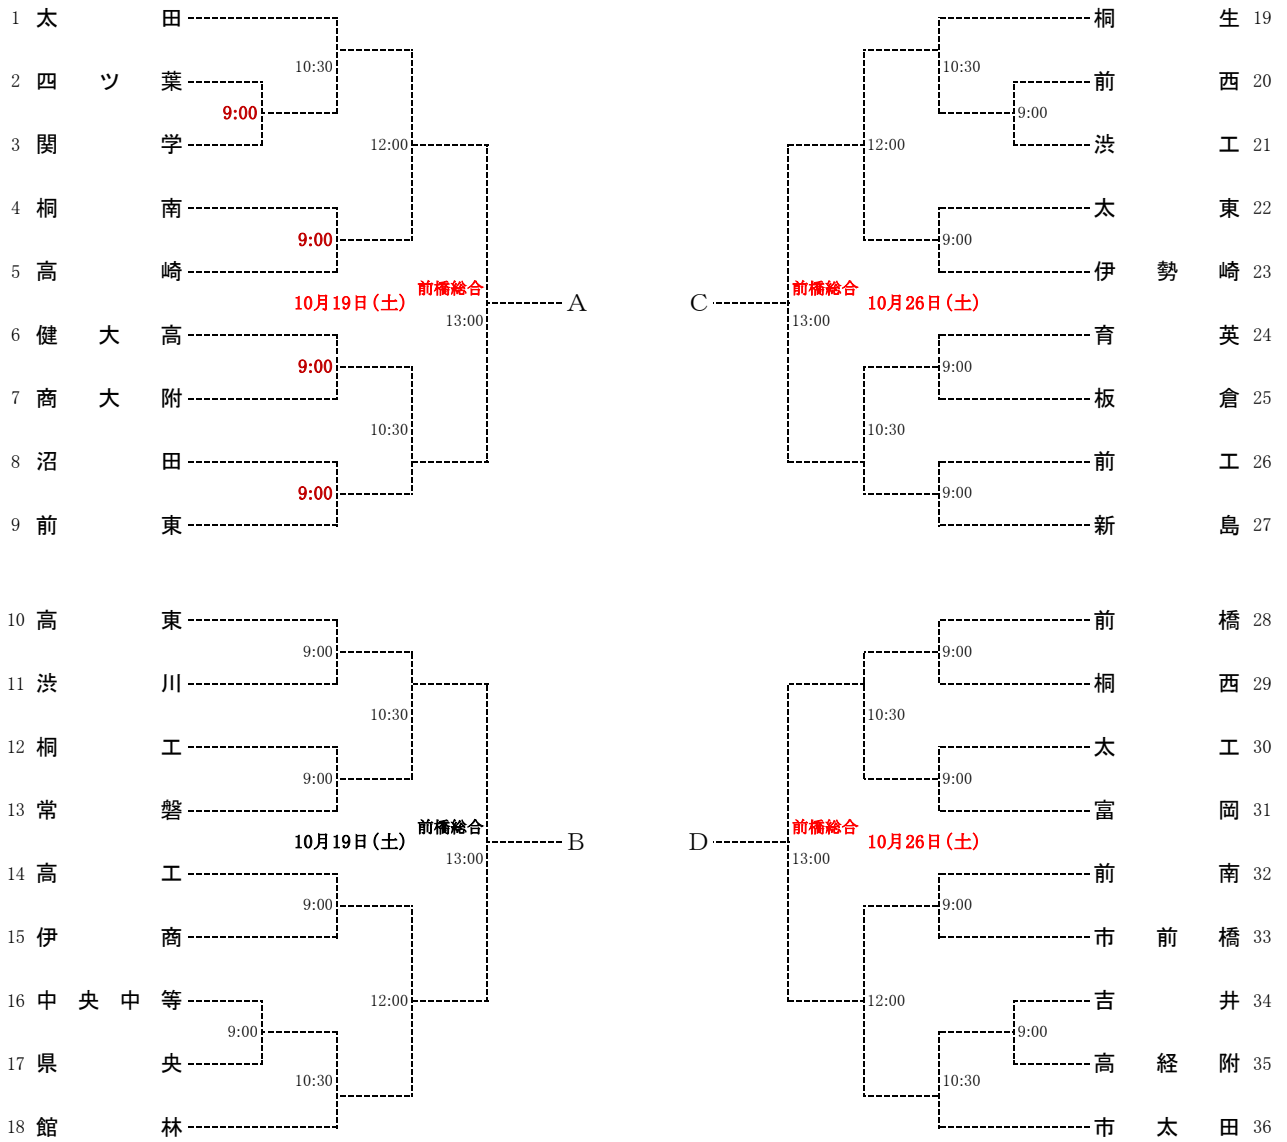 1 太田
10:30
2 四ツ葉
9:00
3 関学
12:00
4 桐南
9:00
5 高崎
前橋総合
10月19日(土)
A
13:00
6 健大高
9:00
7 商大附
10:30
8 沼田
9:00
9 前東
10 高東
9:00
11 渋川
10:30
12 桐工
9:00
13 常磐
前橋総合
10月19日(土)
B
13:00
14 高工
9:00
15 伊商
16 中央中等
12:00
9:00
17 県央
10:30
18 館林
桐生 19
10:30
前西 20
9:00
渋工 21
12:00
太東 22
9:00
伊勢崎 23
前橋総合
C
10月26日(土)
13:00
育英 24
9:00
板倉 25
10:30
前工 26
9:00
新島 27
前橋 28
9:00
桐西 29
10:30
太工 30
9:00
富岡 31
前橋総合
D
10月26日(土)
13:00
前南 32
9:00
市前橋 33
吉井 34
12:00
9:00
高経附 35
10:30
市太田 36